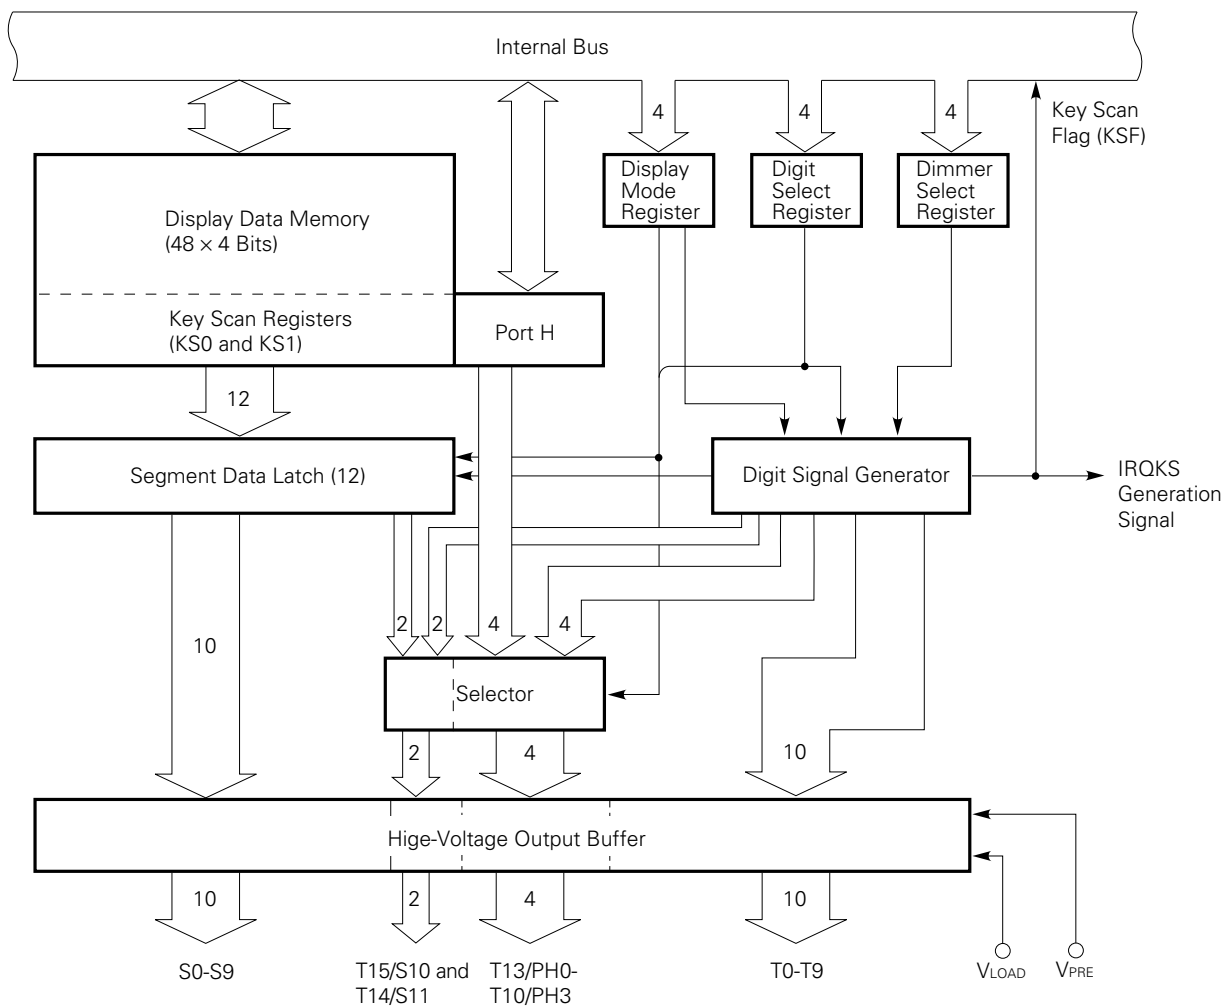 Internal Bus
4
4
4
Key Scan
Flag (KSF)
Display
Mode
Register
Digit
Select
Register
Dimmer
Select
Register
Display Data Memory
(48 × 4 Bits)
Key Scan Registers
(KS0 and KS1)
Port H
12
Segment Data Latch (12)
Digit Signal Generator
IRQKS
Generation
Signal
2
2
4
4
10
Selector
2
4
10
Hige-Voltage Output Buffer
10
2
4
10
S0-S9
T15/S10 and
T14/S11
T13/PH0-
T10/PH3
T0-T9
VLOAD
VPRE